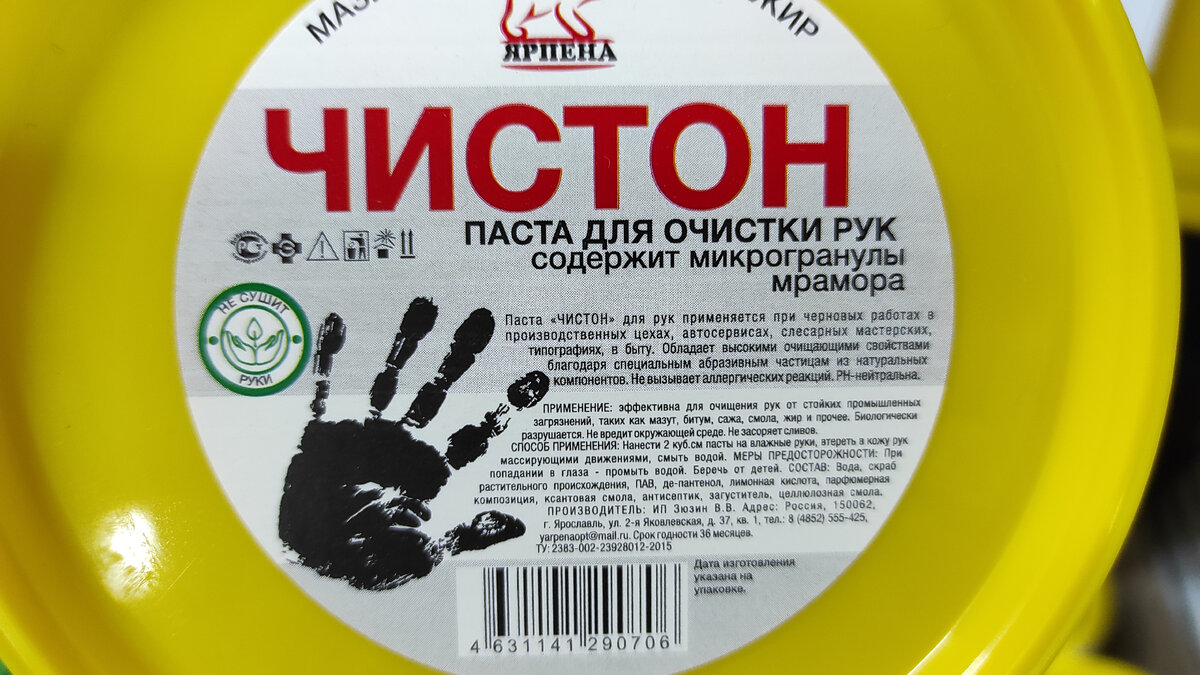 ЯРПЕНА
ЧИСТОН
ПАСТА ДЛЯ ОЧИСТКИ РУК
содержит микрогранулы
мрамора
НЕ СУШИТ
РУКИ
Паста «ЧИСТОН» для рук применяется при черновых работах в
производственных цехах, автосервисах, слесарных мастерских,
типографиях, в быту. Обладает высокими очищающими свойствами
благодаря специальным абразивным частицам из натуральных
компонентов. Не вызывает аллергических реакций. РН-нейтральна.
ПРИМЕНЕНИЕ: эффективна для очищения рук от стойких промышленных
загрязнений, таких как мазут, битум, сажа, смола, жир и прочее. Биологически
разрушается. Не вредит окружающей среде. Не засоряет сливов.
СПОСОБ ПРИМЕНЕНИЯ: Нанести 2 куб.см пасты на влажные руки, втереть в кожу рук
массирующими движениями, смыть водой. МЕРЫ ПРЕДОСТОРОЖНОСТИ: При
попадании в глаза - промыть водой. Беречь от детей. СОСТАВ: Вода, скраб
растительного происхождения, ПАВ, де-пантенол, лимонная кислота, парфюмерная
композиция, ксантовая смола, антисептик, загуститель, целлюлозная смола.
ПРОИЗВОДИТЕЛЬ: ИП Зюзин В.В. Адрес: Россия, 150062,
г. Ярославль, ул. 2-я Яковлевская, д. 37, кв. 1, тел.: 8 (4852) 555-425,
yarpenaopt@mail.ru. Срок годности 36 месяцев.
ТУ: 2383-002-23928012-2015
Дата изготовления
указана на
упаковке.
4 631141 290706